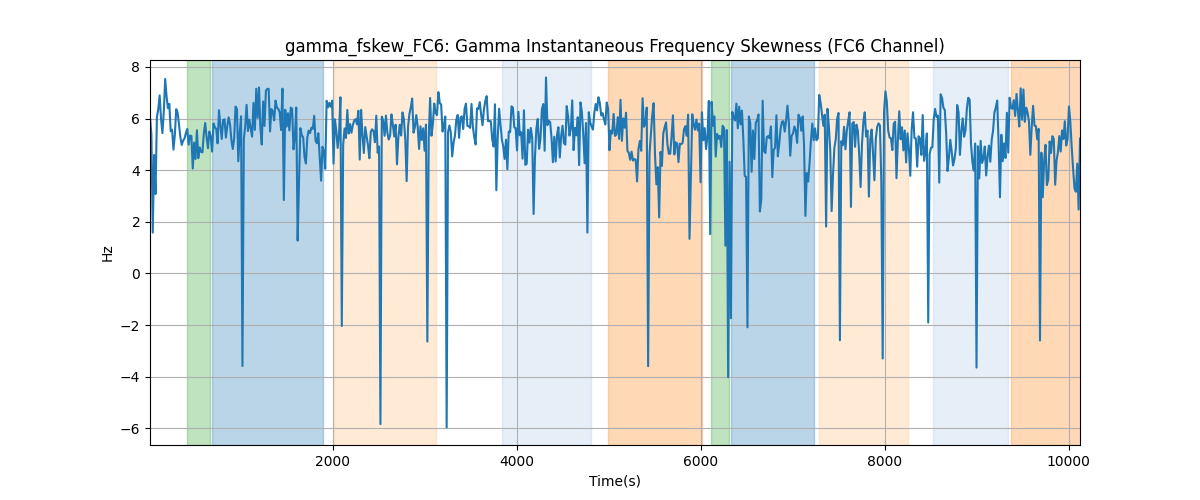 gamma_fskew_FC6: Gamma Instantaneous Frequency Skewness (FC6 Channel)
8
6
4
2
0
−2
−4
−6
Hz
2000 4000 6000 8000 10000
Time(s)